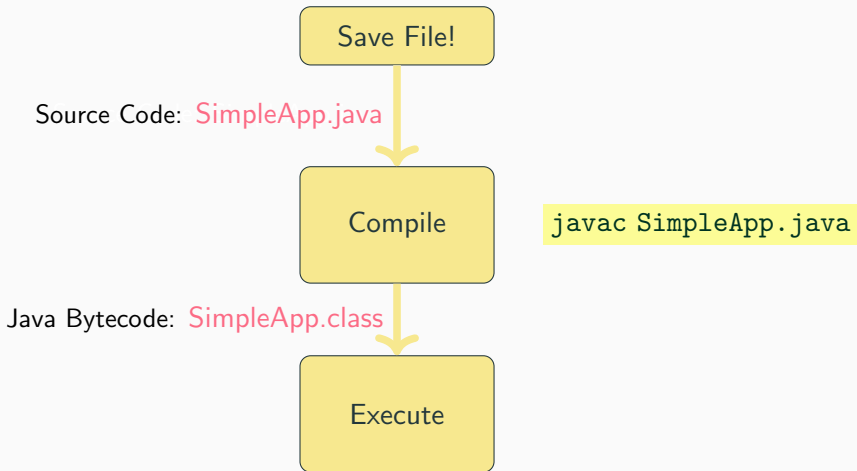 Save File!
Source Code: SimpleApp.java
Compile
javac SimpleApp.java
Java Bytecode: SimpleApp.class
Execute